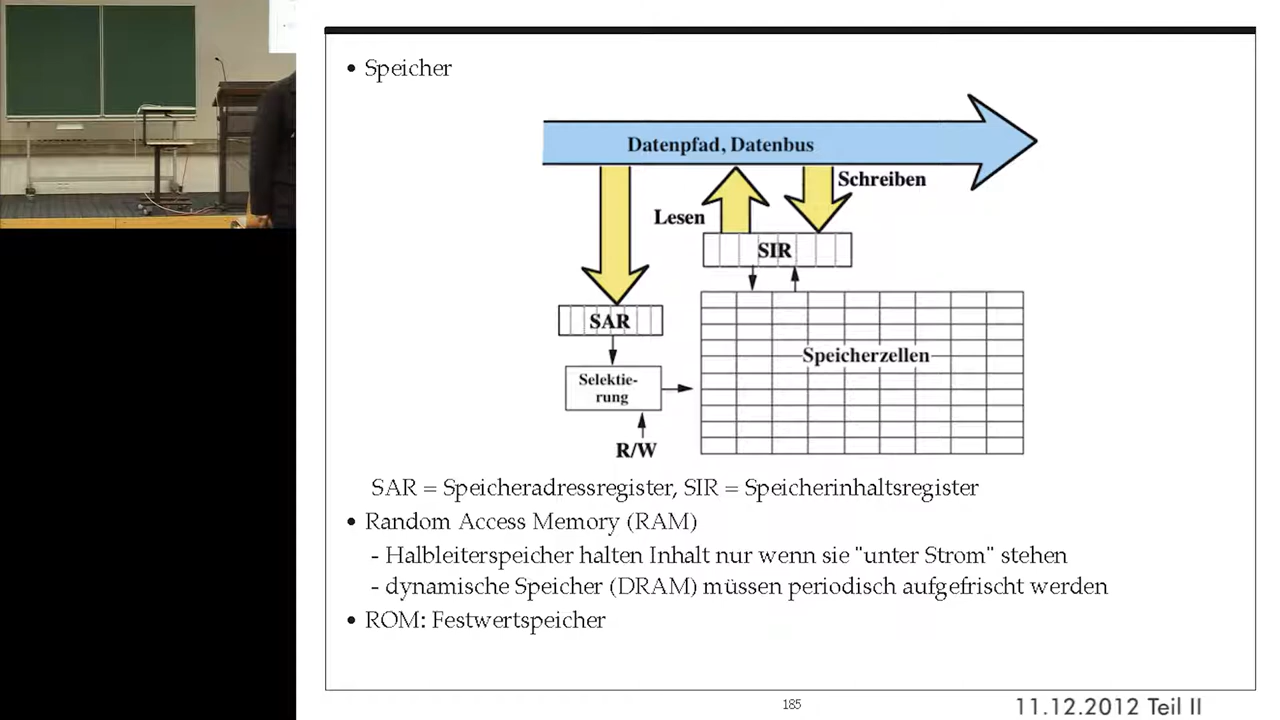 • Speicher
Datenpfad, Datenbus
Schreiben
Lesen
SIR
SAR
Speicherzellen
Selektie-
rung
R/W
SAR = Speicheradressregister, SIR = Speicherinhaltsregister
• Random Access Memory (RAM)
- Halbleiterspeicher halten Inhalt nur wenn sie "unter Strom" stehen
- dynamische Speicher (DRAM) müssen periodisch aufgefrischt werden
• ROM: Festwertspeicher
185
11.12.2012 Teil II